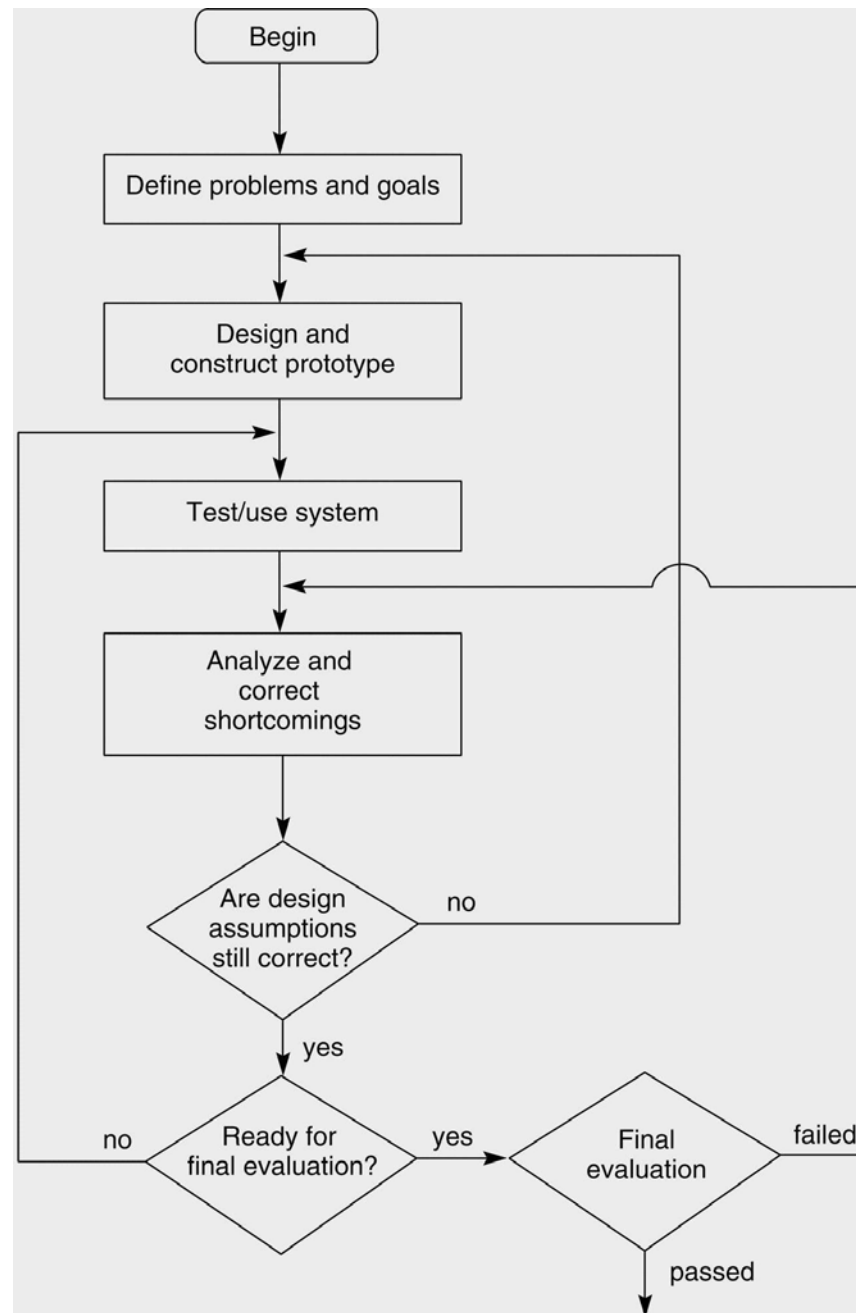 Begin
Define problems and goals
Design and
construct prototype
Test/use system
Analyze and
correct
shortcomings
Are design
assumptions
still correct?
no
yes
no
Ready for
final evaluation?
yes
Final
evaluation
failed
passed